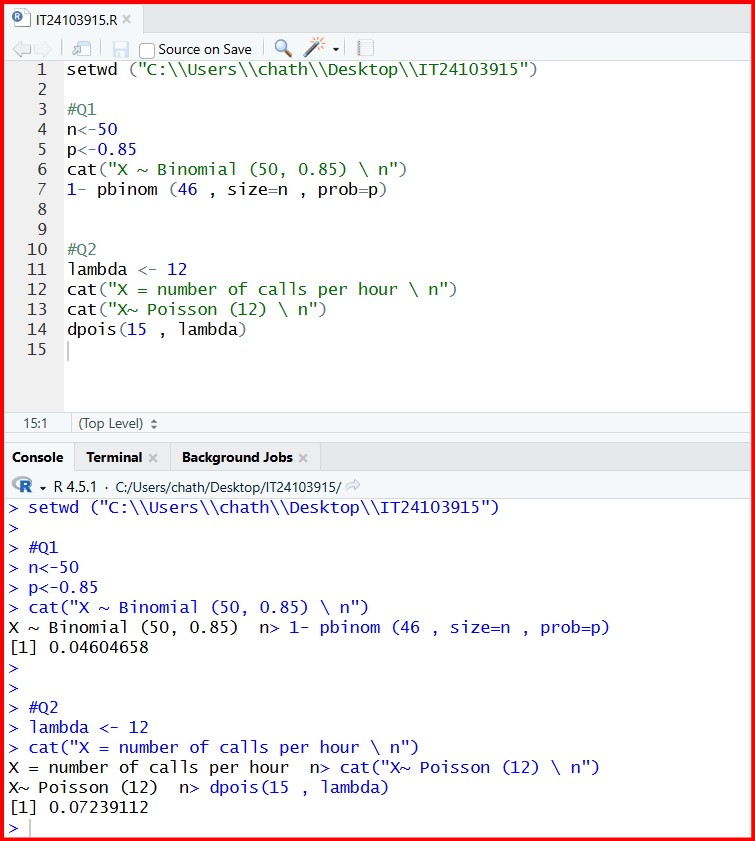 IT24103915.R
Source on Save
1 setwd ("C:\\Users\\chath\\Desktop\\IT24103915")
2
3 #Q1
4 n<-50
5 p<-0.85
6 cat("X ~ Binomial (50, 0.85) \ n")
7 1- pbinom (46 , size=n , prob=p)
8
9
10 #Q2
11 lambda <- 12
12 cat("X = number of calls per hour \ n")
13 cat("X~ Poisson (12) \ n")
14 dpois(15 , lambda)
15
15:1 (Top Level)
Console Terminal Background Jobs
R R 4.5.1 · C:/Users/chath/Desktop/IT24103915/
> setwd ("C:\\Users\\chath\\Desktop\\IT24103915")
>
> #Q1
> n<-50
> p<-0.85
> cat("X ~ Binomial (50, 0.85) \ n")
X ~ Binomial (50, 0.85)  n> 1- pbinom (46 , size=n , prob=p)
[1] 0.04604658
>
>
> #Q2
> lambda <- 12
> cat("X = number of calls per hour \ n")
X = number of calls per hour  n> cat("X~ Poisson (12) \ n")
X~ Poisson (12)  n> dpois(15 , lambda)
[1] 0.07239112
>